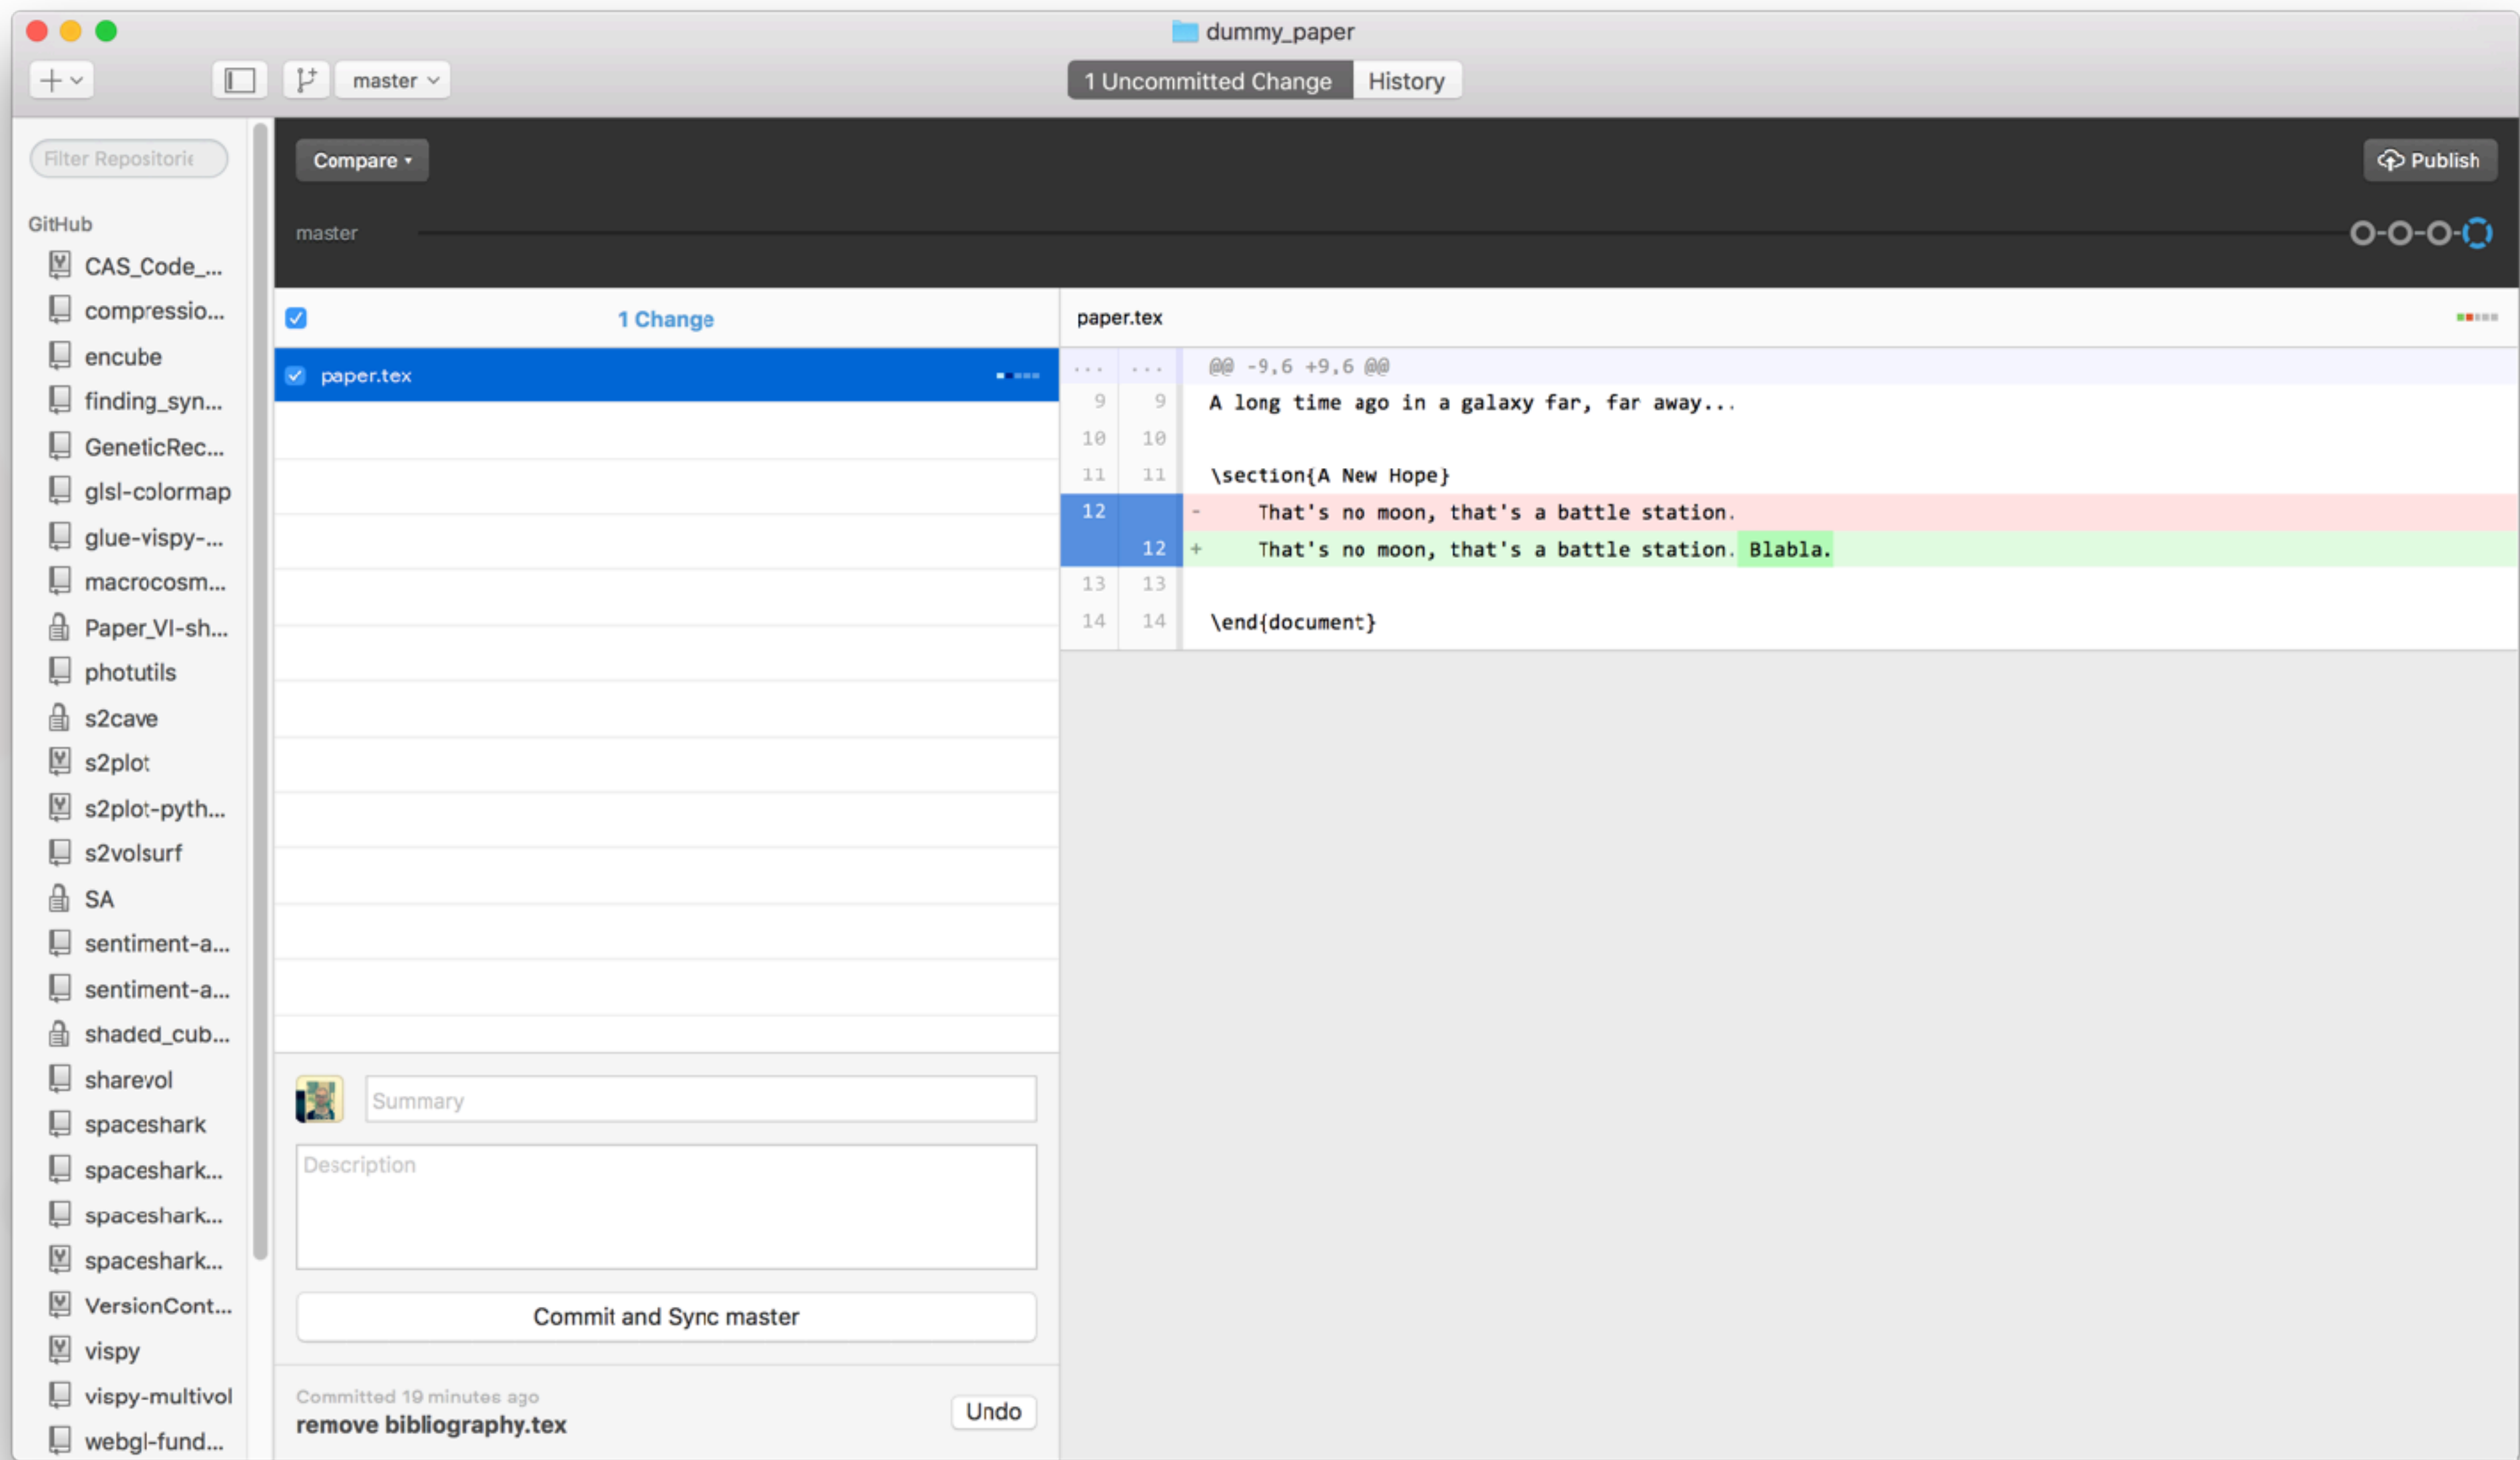 dummy_paper
master
1 Uncommitted Change
History
Filter Repositorie
Compare
Publish
master
GitHub
CAS_Code_...
compressio...
encube
finding_syn...
GeneticRec...
glsl-colormap
glue-vispy-...
macrocosm...
Paper_VI-sh...
photutils
s2cave
s2plot
s2plot-pyth...
s2volsurf
SA
sentiment-a...
sentiment-a...
shaded_cub...
sharevol
spaceshark
spaceshark...
spaceshark...
spaceshark...
VersionCont...
vispy
vispy-multivol
webgl-fund...
1 Change
paper.tex
Summary
Description
Commit and Sync master
Committed 19 minutes ago
remove bibliography.tex
Undo
paper.tex
... ... @@ -9,6 +9,6 @@
9 9 A long time ago in a galaxy far, far away...
10 10
11 11 \section{A New Hope}
12 - That's no moon, that's a battle station.
12 + That's no moon, that's a battle station. Blabla.
13 13
14 14 \end{document}